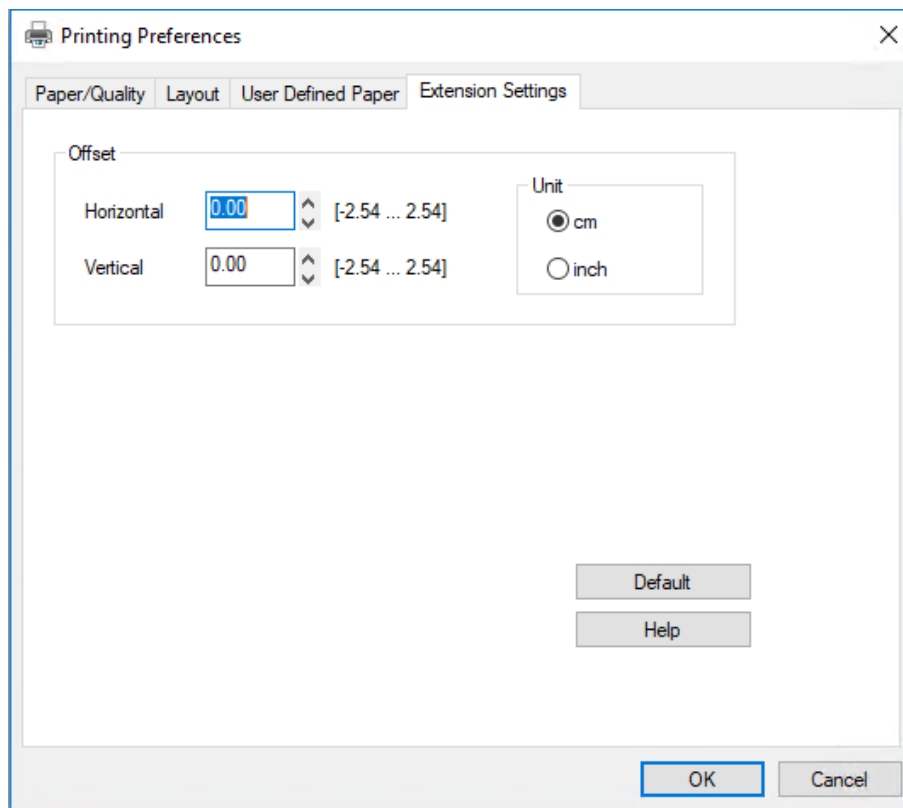 Printing Preferences
Paper/Quality Layout User Defined Paper Extension Settings
Offset
Unit
Horizontal 0.00 [-2.54 ... 2.54]
cm
Vertical 0.00 [-2.54 ... 2.54]
inch
Default
Help
OK Cancel